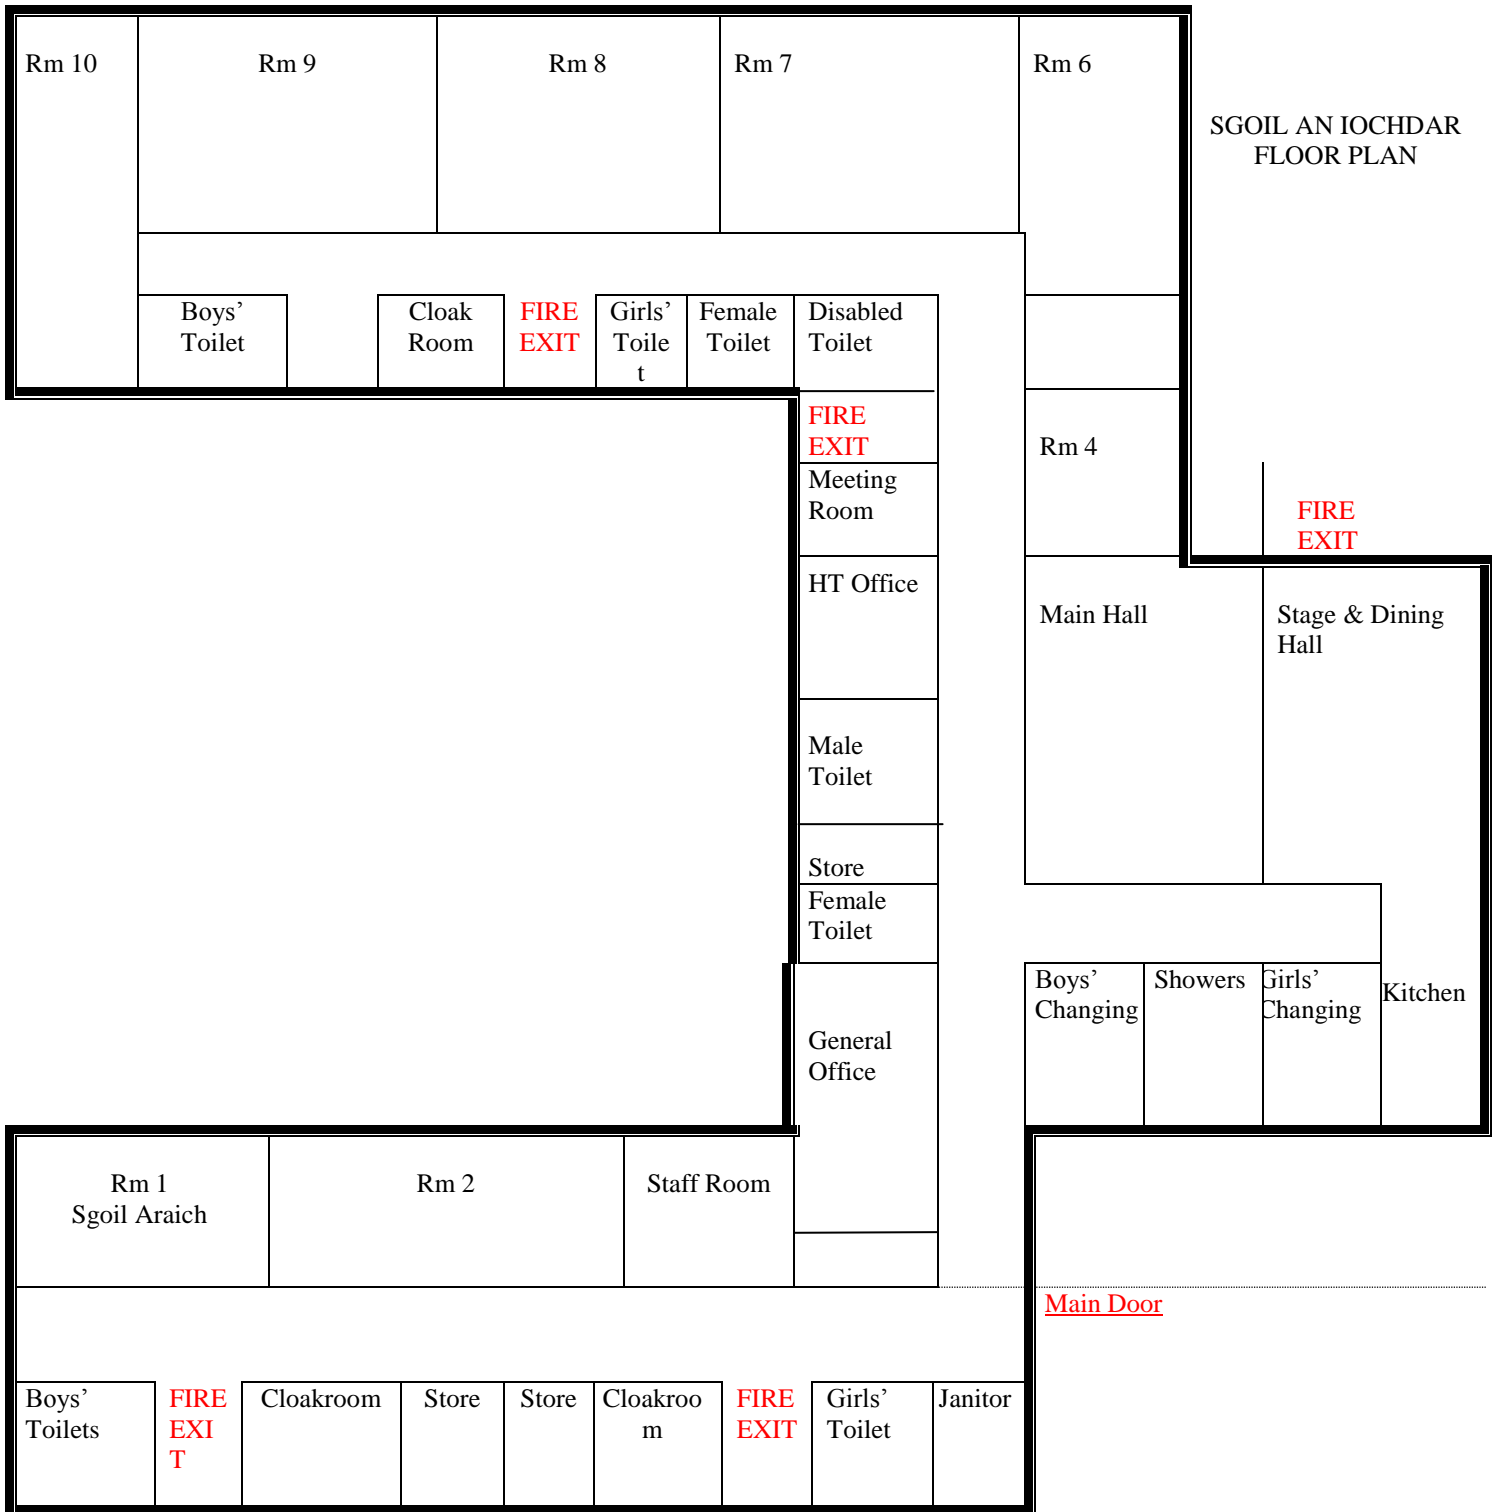 Rm 10
Rm 9
Rm 8
Rm 7
Rm 6
SGOIL AN IOCHDAR
FLOOR PLAN
Boys’
Toilet
Cloak
Room
FIRE
EXIT
Girls’
Toile
t
Female
Toilet
Disabled
Toilet
FIRE
EXIT
Rm 4
Meeting
Room
FIRE
EXIT
HT Office
Main Hall
Stage & Dining
Hall
Male
Toilet
Store
Female
Toilet
Boys’
Changing
Showers
Girls’
Changing
Kitchen
General
Office
Rm 1
Sgoil Araich
Rm 2
Staff Room
Main Door
Boys’
Toilets
FIRE
EXI
T
Cloakroom
Store
Store
Cloakroo
m
FIRE
EXIT
Girls’
Toilet
Janitor